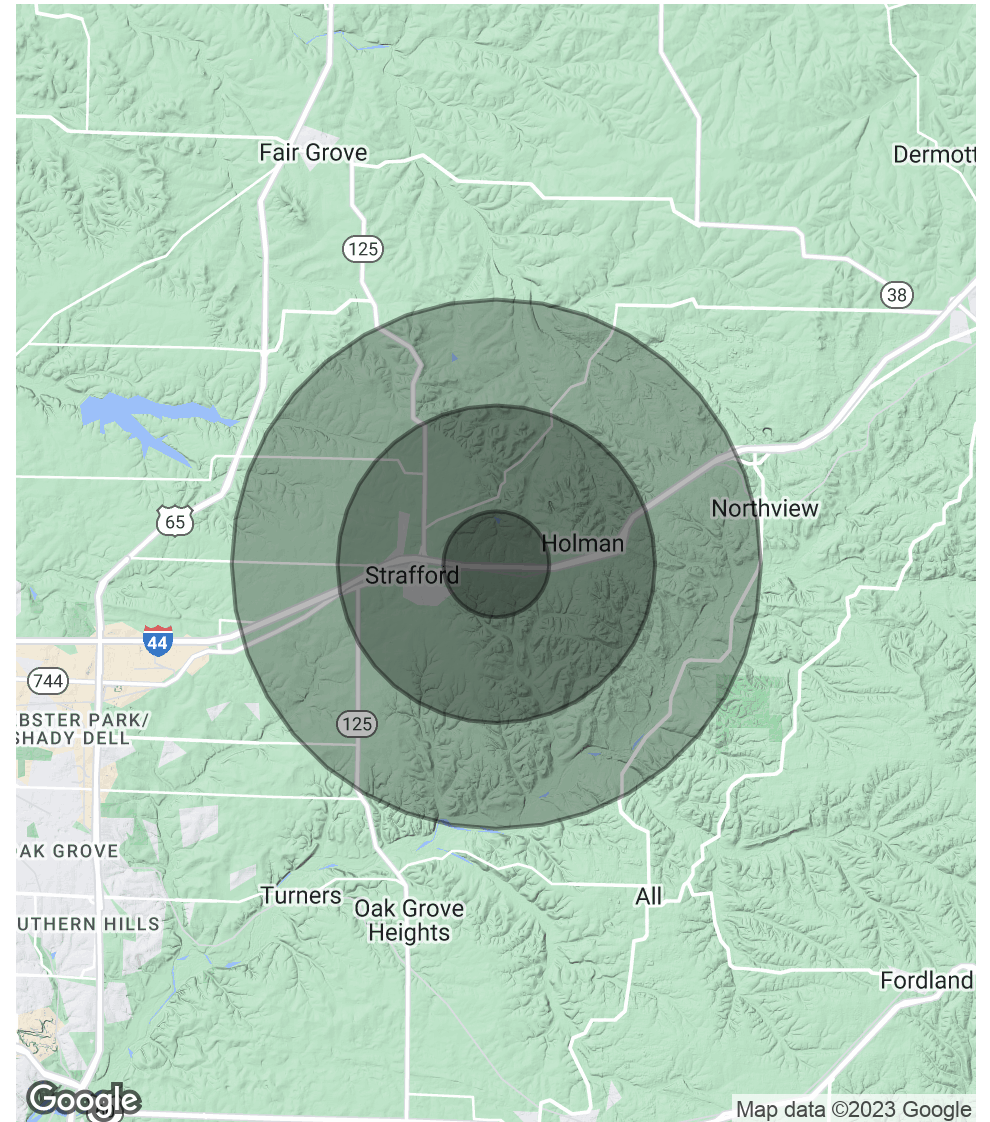 Fair Grove
Dermott
125
38
Northview
65
Holman
Strafford
44
744
125
EBSTER PARK/
SHADY DELL
OAK GROVE
Turners
All
Oak Grove
Heights
UTHERN HILLS
Fordland
Google
Map data ©2023 Google